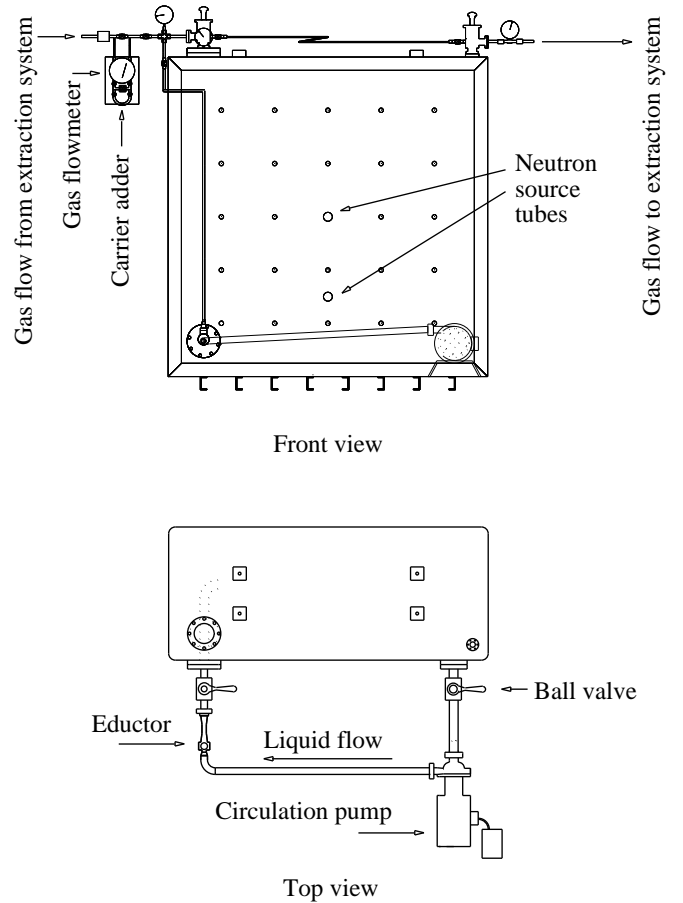 Gas flow from extraction system
Gas flowmeter
Carrier adder
Neutron
source
tubes
Gas flow to extraction system
Front view
Ball valve
Eductor
Liquid flow
Circulation pump
Top view